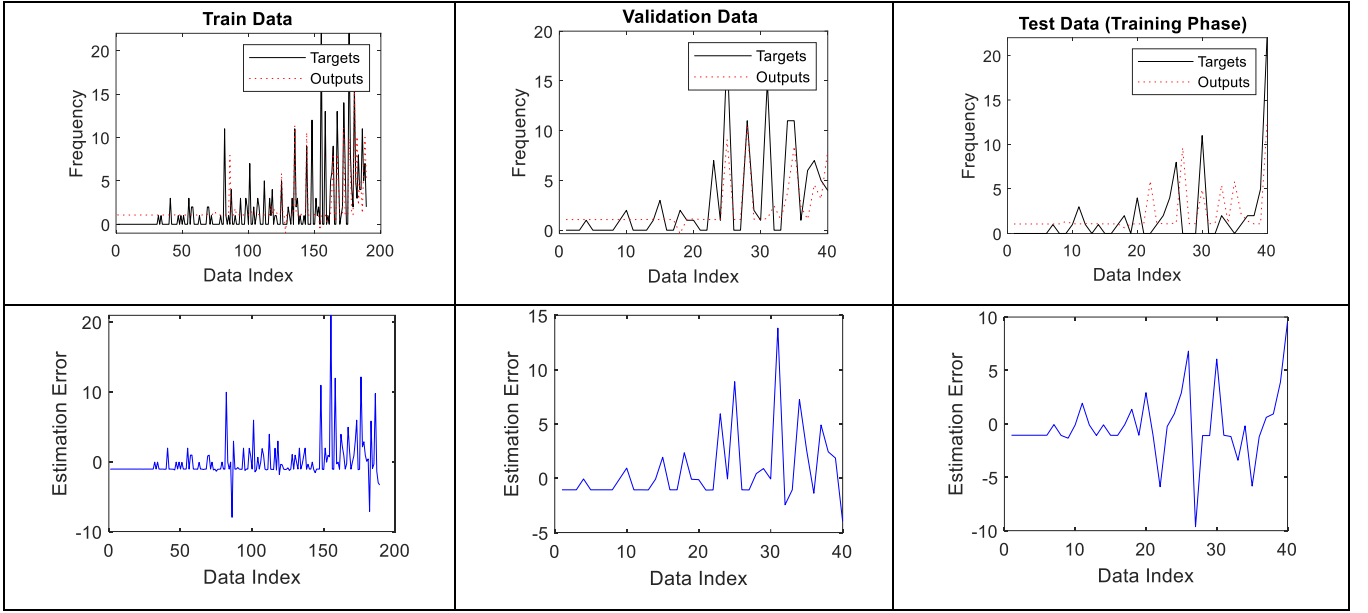 Train Data
20
15
10
5
0
Frequency
Targets
Outputs
0 50 100 150 200
Data Index
Validation Data
20
15
10
5
0
Frequency
Targets
Outputs
0 10 20 30 40
Data Index
Test Data (Training Phase)
20
15
10
5
0
Frequency
Targets
Outputs
0 10 20 30 40
Data Index
20
10
0
-10
Estimation Error
0 50 100 150 200
Data Index
15
10
5
0
-5
Estimation Error
0 10 20 30 40
Data Index
10
5
0
-5
-10
Estimation Error
0 10 20 30 40
Data Index